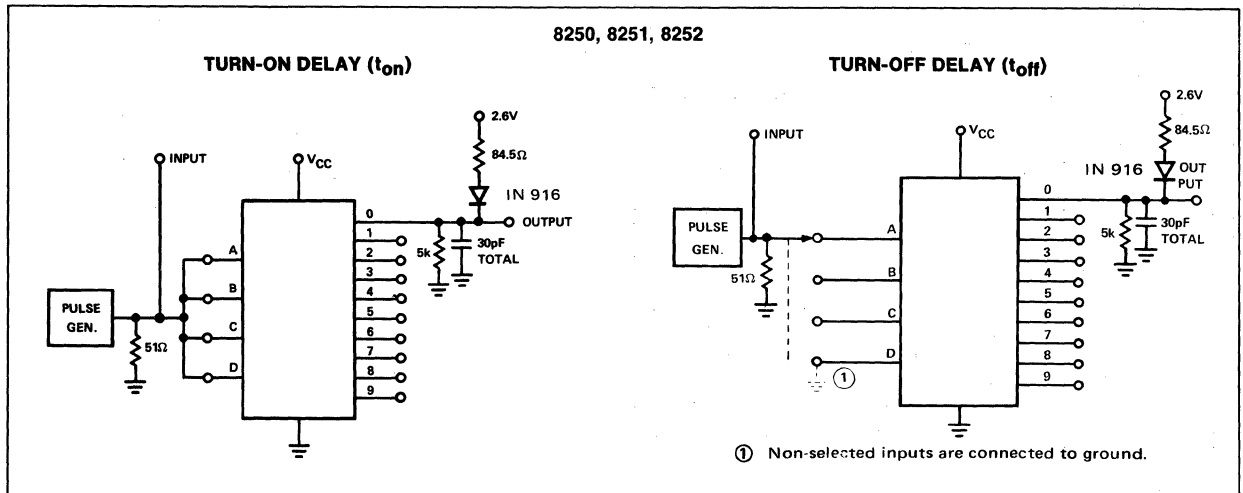 8250, 8251, 8252
TURN-ON DELAY (ton)
INPUT
VCC
2.6V
84.5Ω
IN 916
OUTPUT
PULSE
GEN.
51Ω
A
B
C
D
0
1
2
3
4
5
6
7
8
9
5k
30pF
TOTAL
TURN-OFF DELAY (toff)
INPUT
VCC
2.6V
84.5Ω
IN 916
OUT
PUT
PULSE
GEN.
51Ω
A
B
C
D
1
0
1
2
3
4
5
6
7
8
9
5k
30pF
TOTAL
① Non-selected inputs are connected to ground.